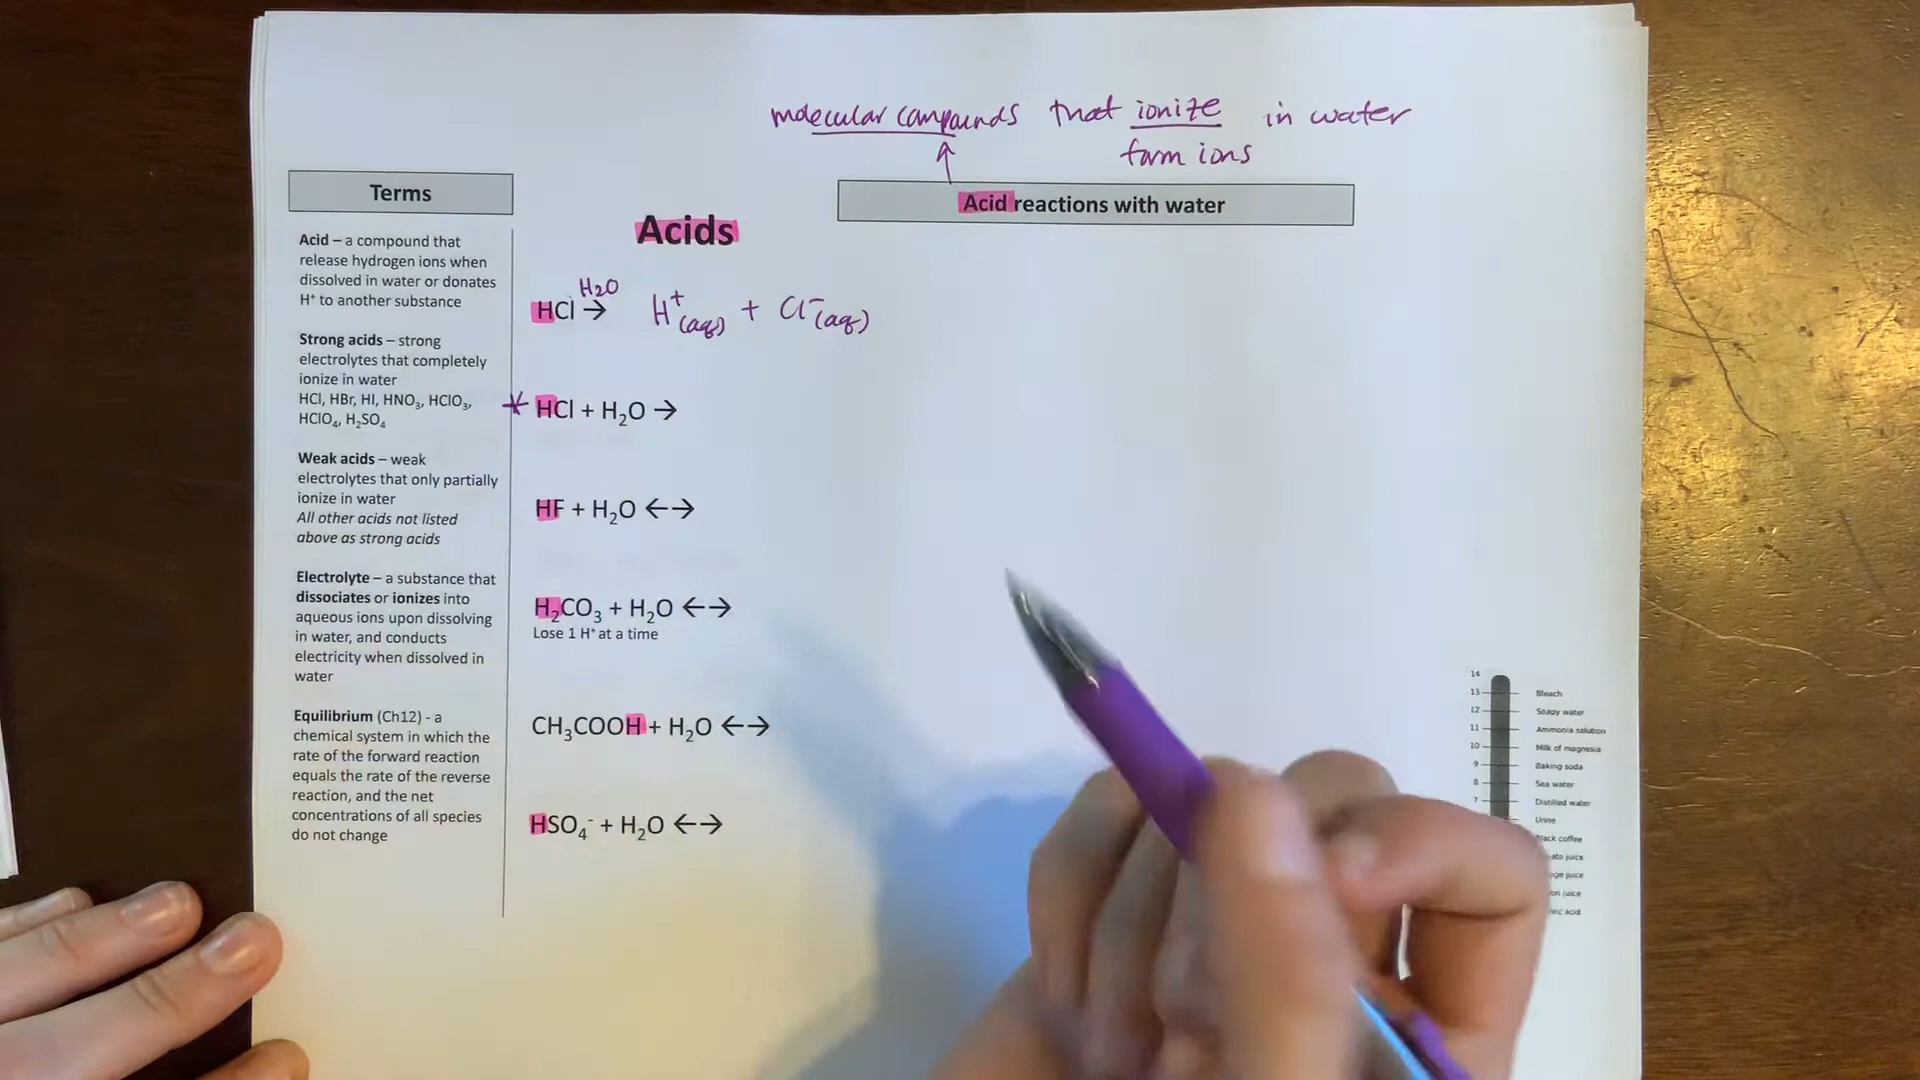 molecular compounds that ionize in water
form ions
Terms
Acid reactions with water
Acids
Acid – a compound that
release hydrogen ions when
dissolved in water or donates
H⁺ to another substance
Strong acids – strong
electrolytes that completely
ionize in water
HCl, HBr, HI, HNO₃, HClO₃,
HClO₄, H₂SO₄
Weak acids – weak
electrolytes that only partially
ionize in water
All other acids not listed
above as strong acids
Electrolyte – a substance that
dissociates or ionizes into
aqueous ions upon dissolving
in water, and conducts
electricity when dissolved in
water
Equilibrium (Ch12) - a
chemical system in which the
rate of the forward reaction
equals the rate of the reverse
reaction, and the net
concentrations of all species
do not change
H₂O
HCl → H⁺(aq) + Cl⁻(aq)
* HCl + H₂O →
HF + H₂O ←→
H₂CO₃ + H₂O ←→
Lose 1 H⁺ at a time
CH₃COOH + H₂O ←→
HSO₄⁻ + H₂O ←→
14
13 Bleach
12 Soapy water
11 Ammonia solution
10 Milk of magnesia
9 Baking soda
8 Sea water
7 Distilled water
Urine
coffee
juice
juice
juice
acid